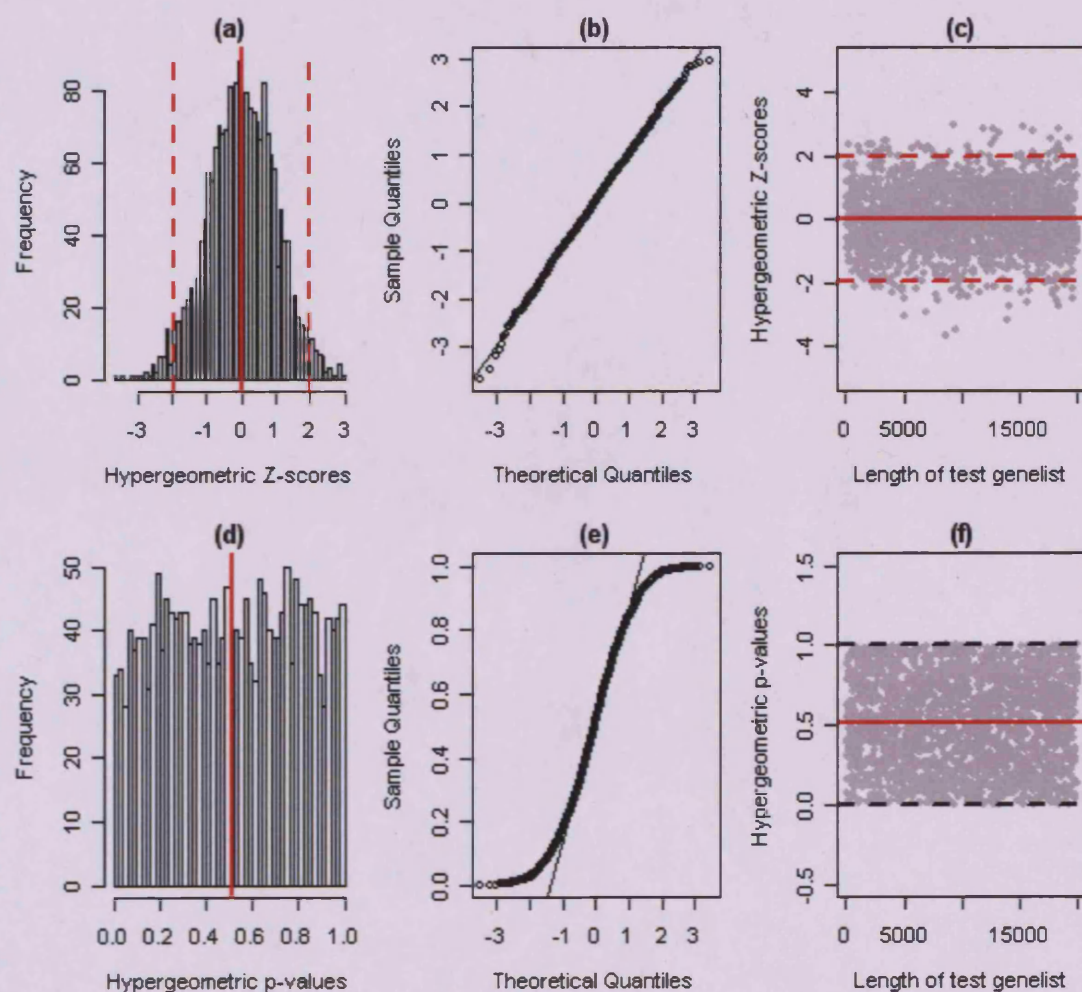 (a)
Frequency
0 20 40 60 80
-3 -1 0 1 2 3
Hypergeometric Z-scores
(b)
Sample Quantiles
-3 -2 -1 0 1 2 3
-3 -1 0 1 2 3
Theoretical Quantiles
(c)
Hypergeometric Z-scores
-4 -2 0 2 4
0 5000 15000
Length of test genelist
(d)
Frequency
0 10 20 30 40 50
0.0 0.2 0.4 0.6 0.8 1.0
Hypergeometric p-values
(e)
Sample Quantiles
0.0 0.2 0.4 0.6 0.8 1.0
-3 -1 0 1 2 3
Theoretical Quantiles
(f)
Hypergeometric p-values
-0.5 0.0 0.5 1.0 1.5
0 5000 15000
Length of test genelist